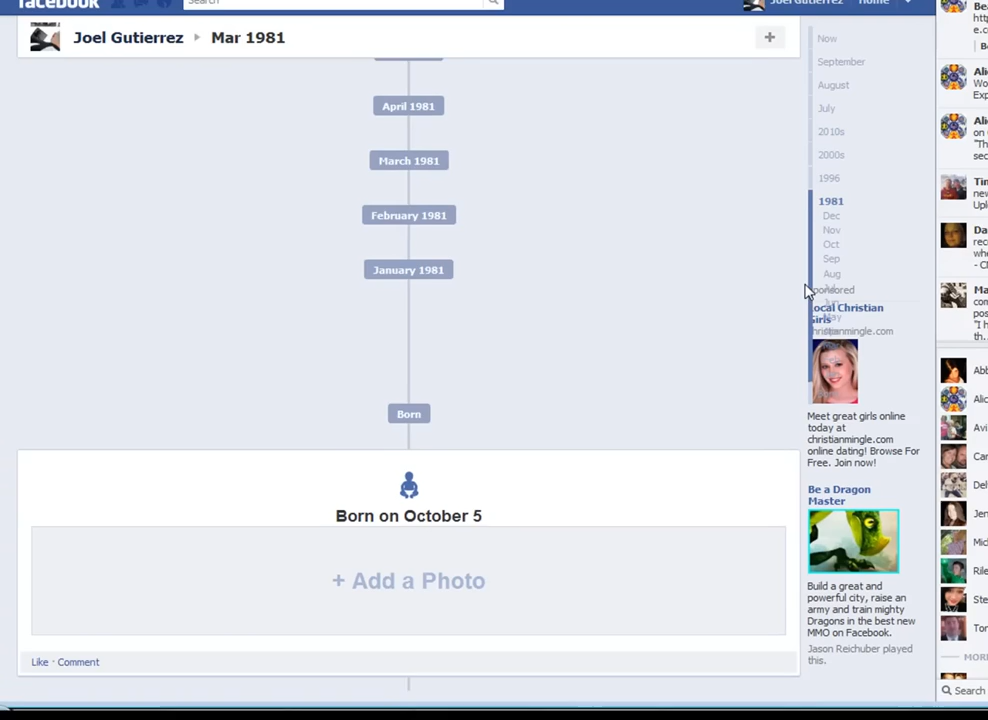 facebook
Search
Joel Gutierrez Home
Joel Gutierrez Mar 1981
+
April 1981
March 1981
February 1981
January 1981
Born
Born on October 5
+ Add a Photo
Like · Comment
Now
September
August
July
2010s
2000s
1996
1981
Dec
Nov
Oct
Sep
Aug
May
Local Christian
Girls
christianmingle.com
Meet great girls online
today at
christianmingle.com
online dating! Browse For
Free. Join now!
Be a Dragon
Master
Build a great and
powerful city, raise an
army and train mighty
Dragons in the best new
MMO on Facebook.
Jason Reichuber played
this.
Search